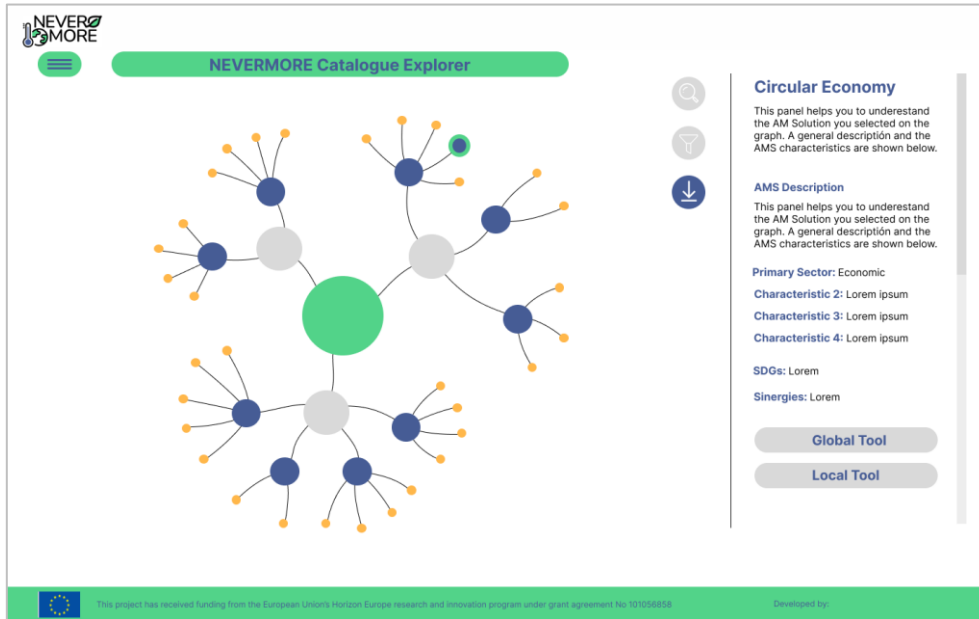 NEVER
MORE
NEVERMORE Catalogue Explorer
Circular Economy
This panel helps you to underestand
the AM Solution you selected on the
graph. A general descriptión and the
AMS characteristics are shown below.
AMS Description
This panel helps you to underestand
the AM Solution you selected on the
graph. A general descriptión and the
AMS characteristics are shown below.
Primary Sector: Economic
Characteristic 2: Lorem ipsum
Characteristic 3: Lorem ipsum
Characteristic 4: Lorem ipsum
SDGs: Lorem
Sinergies: Lorem
Global Tool
Local Tool
This project has received funding from the European Union's Horizon Europe research and innovation program under grant agreement No 101056858
Developed by: